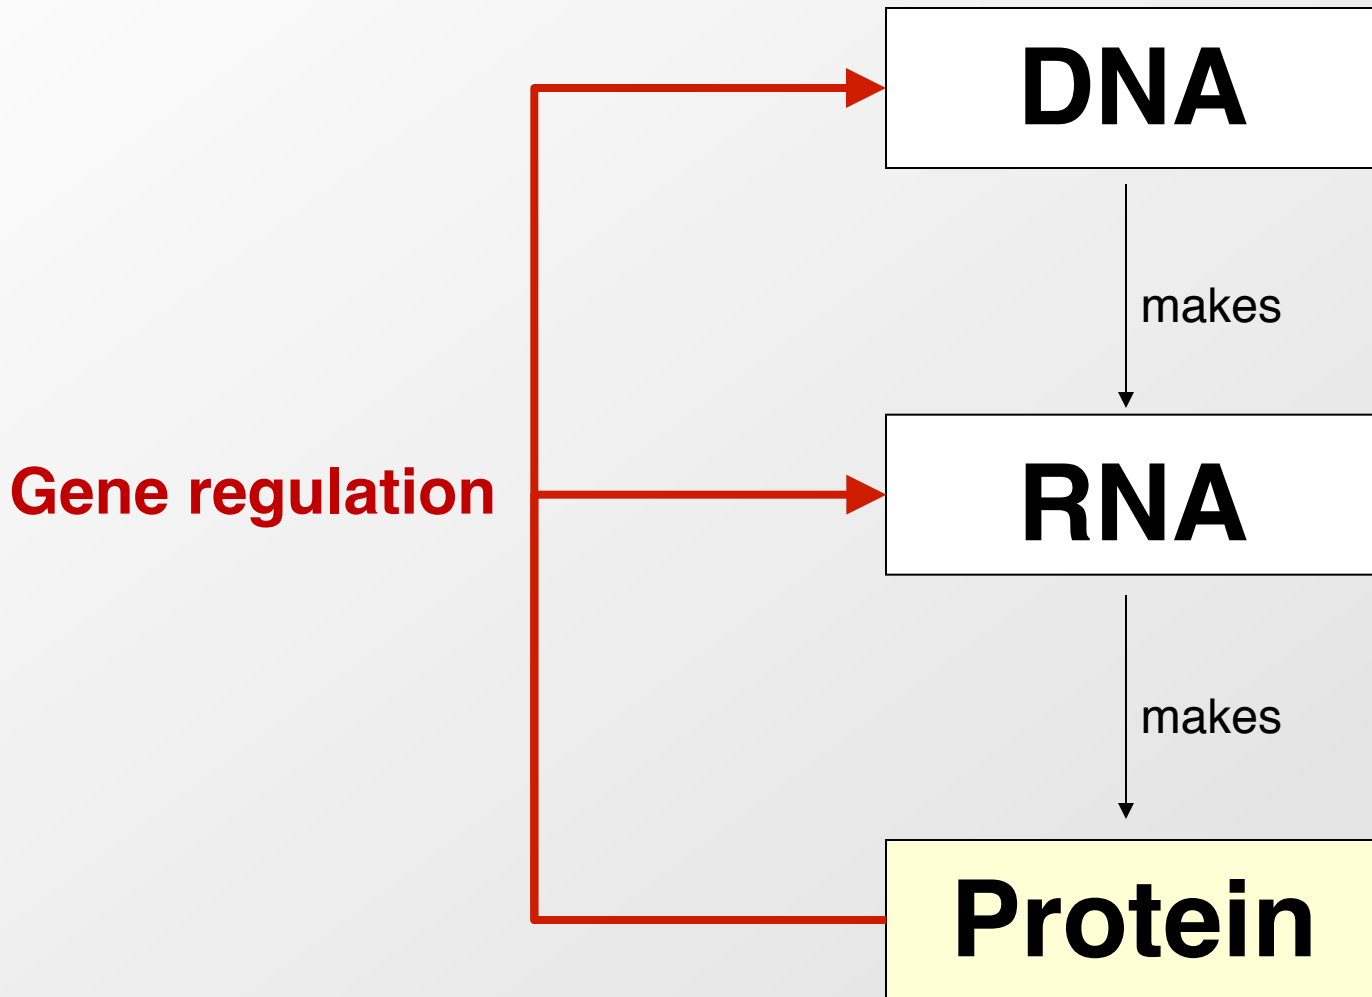 DNA
makes
Gene regulation
RNA
makes
Protein